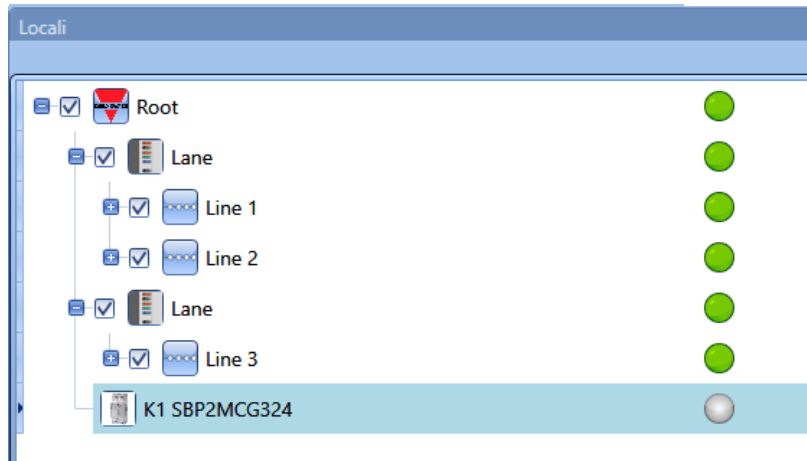 Locali
Root
Lane
Line 1
Line 2
Lane
Line 3
K1 SBP2MCG324